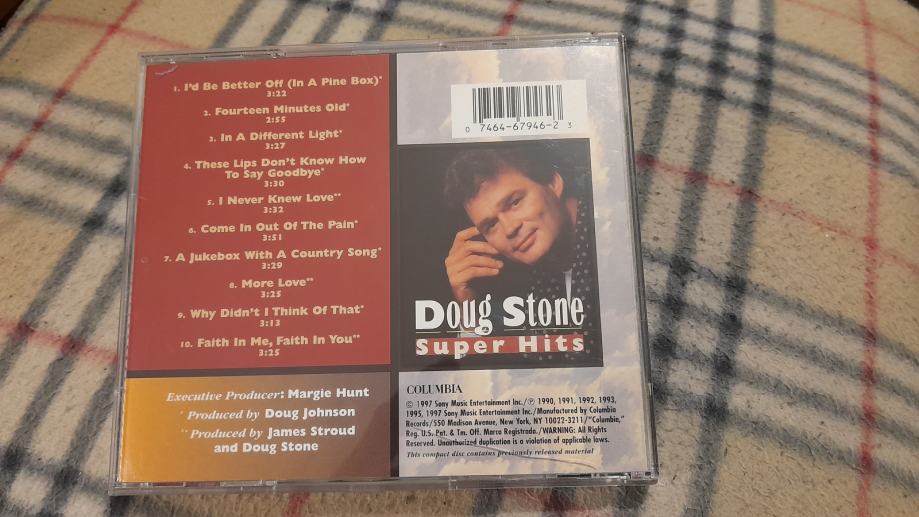 1. I'd Be Better Off (In A Pine Box)*
3:22
2. Fourteen Minutes Old*
2:55
3. In A Different Light*
3:27
4. These Lips Don't Know How
To Say Goodbye*
3:30
5. I Never Knew Love**
3:32
6. Come In Out Of The Pain*
3:51
7. A Jukebox With A Country Song*
3:29
8. More Love**
3:25
9. Why Didn't I Think Of That*
3:13
10. Faith In Me, Faith In You**
3:25
Executive Producer: Margie Hunt
* Produced by Doug Johnson
** Produced by James Stroud
and Doug Stone
0 7464-67946-2 3
Doug Stone
Super Hits
COLUMBIA
© 1997 Sony Music Entertainment Inc./℗ 1990, 1991, 1992, 1993,
1995, 1997 Sony Music Entertainment Inc./Manufactured by Columbia
Records/550 Madison Avenue, New York, NY 10022-3211/"Columbia,"
Reg. U.S. Pat. & Tm. Off. Marca Registrada./WARNING: All Rights
Reserved. Unauthorized duplication is a violation of applicable laws.
This compact disc contains previously released material